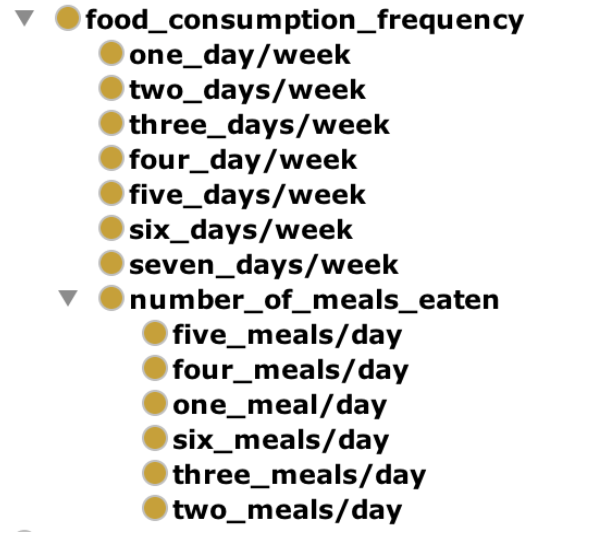 food_consumption_frequency
one_day/week
two_days/week
three_days/week
four_day/week
five_days/week
six_days/week
seven_days/week
number_of_meals_eaten
five_meals/day
four_meals/day
one_meal/day
six_meals/day
three_meals/day
two_meals/day